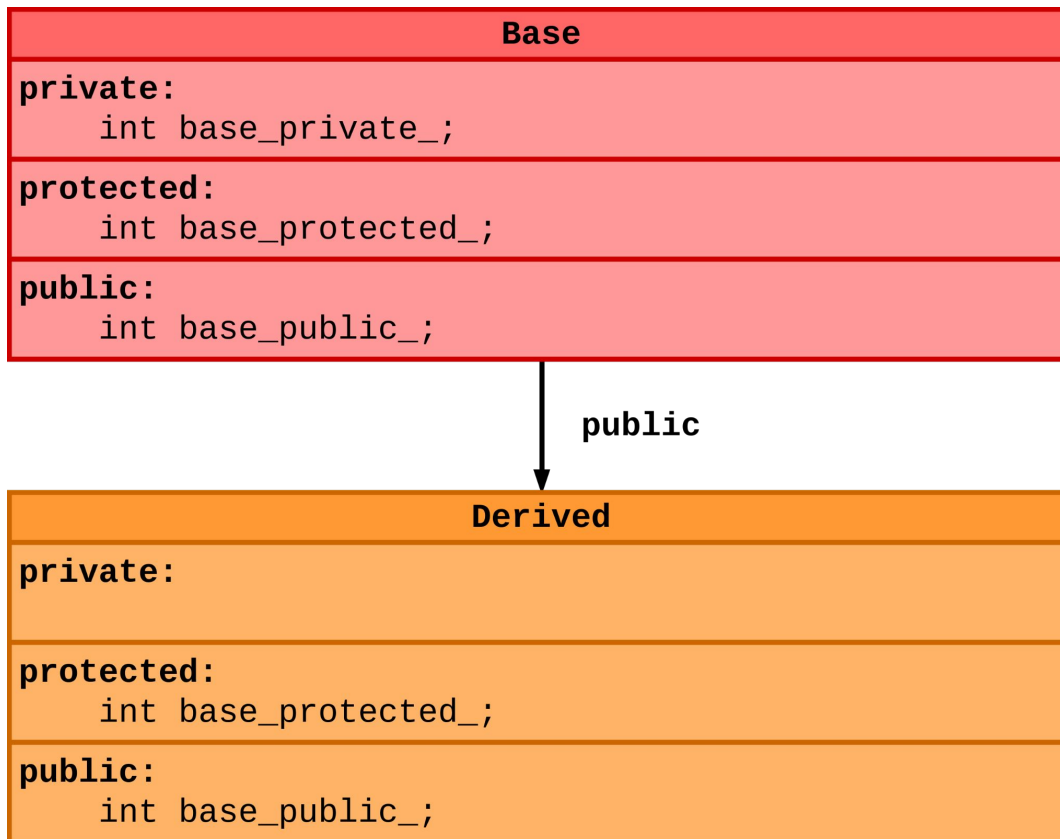 Base
private:
    int base_private_;
protected:
    int base_protected_;
public:
    int base_public_;
public
Derived
private:
protected:
    int base_protected_;
public:
    int base_public_;